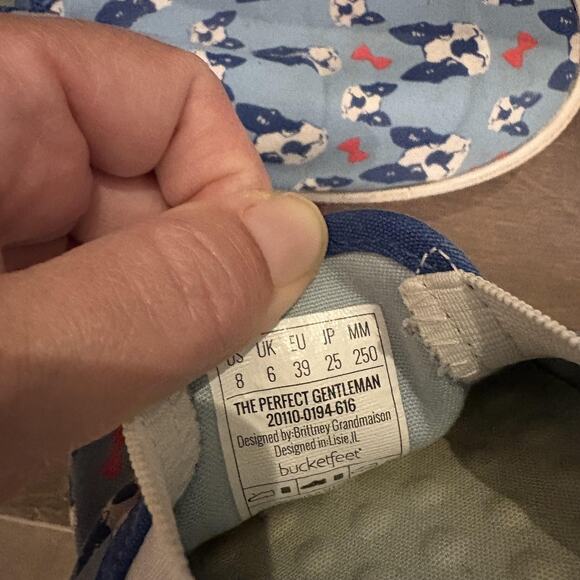 US UK EU JP MM
8 6 39 25 250
THE PERFECT GENTLEMAN
20110-0194-616
Designed by:Brittney Grandmaison
Designed in:Lisie,IL
bucketfeet